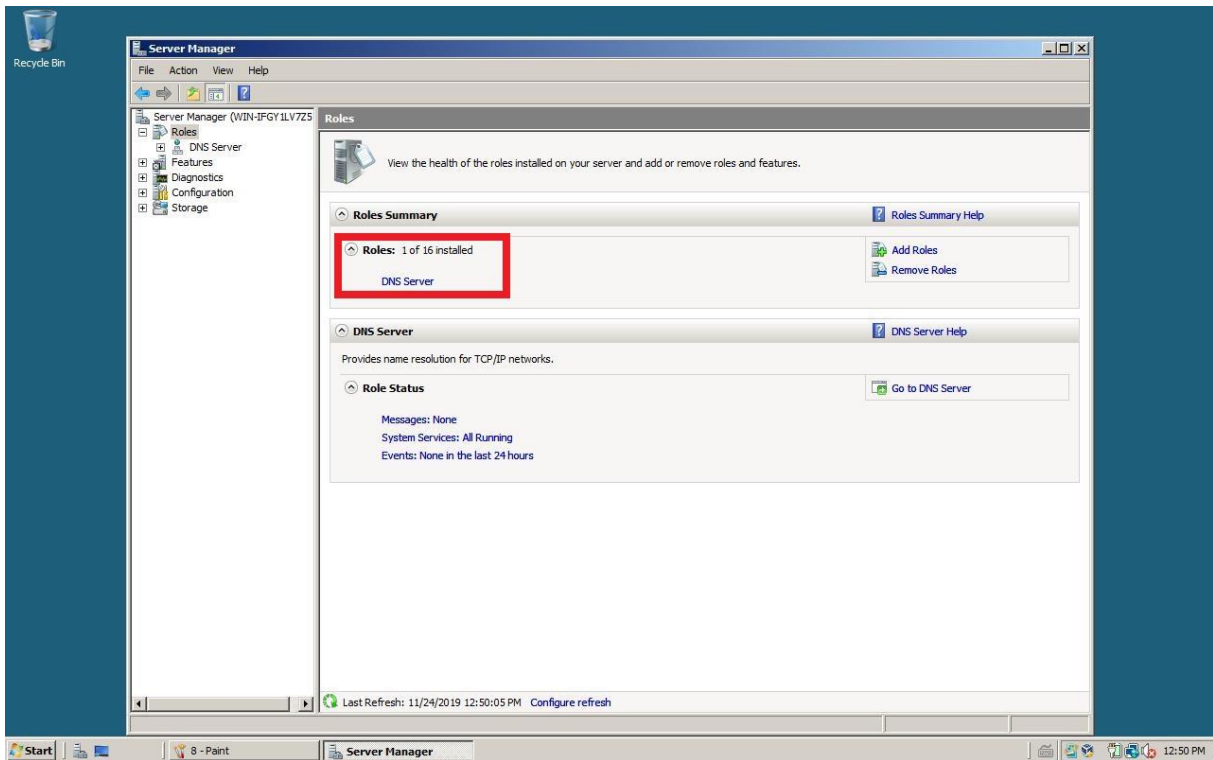 Recycle Bin
Server Manager
File Action View Help
Server Manager (WIN-IFGY1LV7Z5
Roles
DNS Server
Features
Diagnostics
Configuration
Storage
Roles
View the health of the roles installed on your server and add or remove roles and features.
Roles Summary
Roles Summary Help
Roles: 1 of 16 installed
DNS Server
Add Roles
Remove Roles
DNS Server
DNS Server Help
Provides name resolution for TCP/IP networks.
Role Status
Go to DNS Server
Messages: None
System Services: All Running
Events: None in the last 24 hours
Last Refresh: 11/24/2019 12:50:05 PM Configure refresh
Start
8 - Paint
Server Manager
12:50 PM